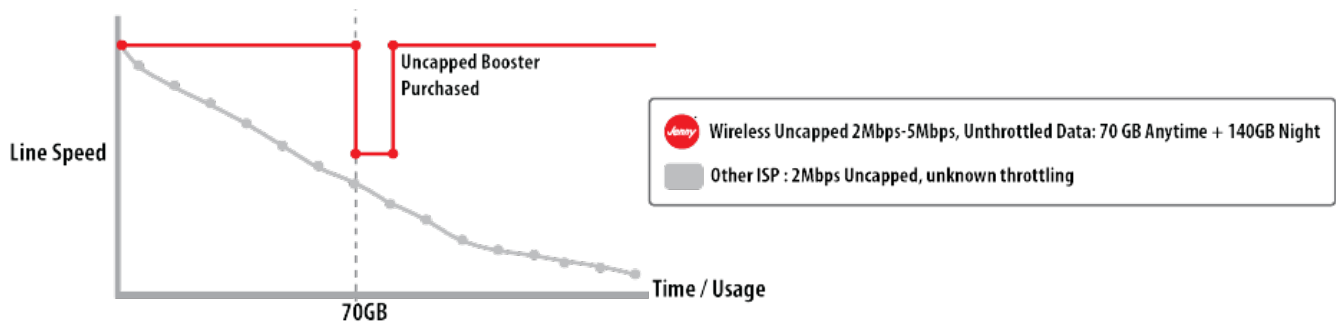 Uncapped Booster
Purchased
Line Speed
Jenny Wireless Uncapped 2Mbps-5Mbps, Unthrottled Data: 70 GB Anytime + 140GB Night
Other ISP : 2Mbps Uncapped, unknown throttling
Time / Usage
70GB